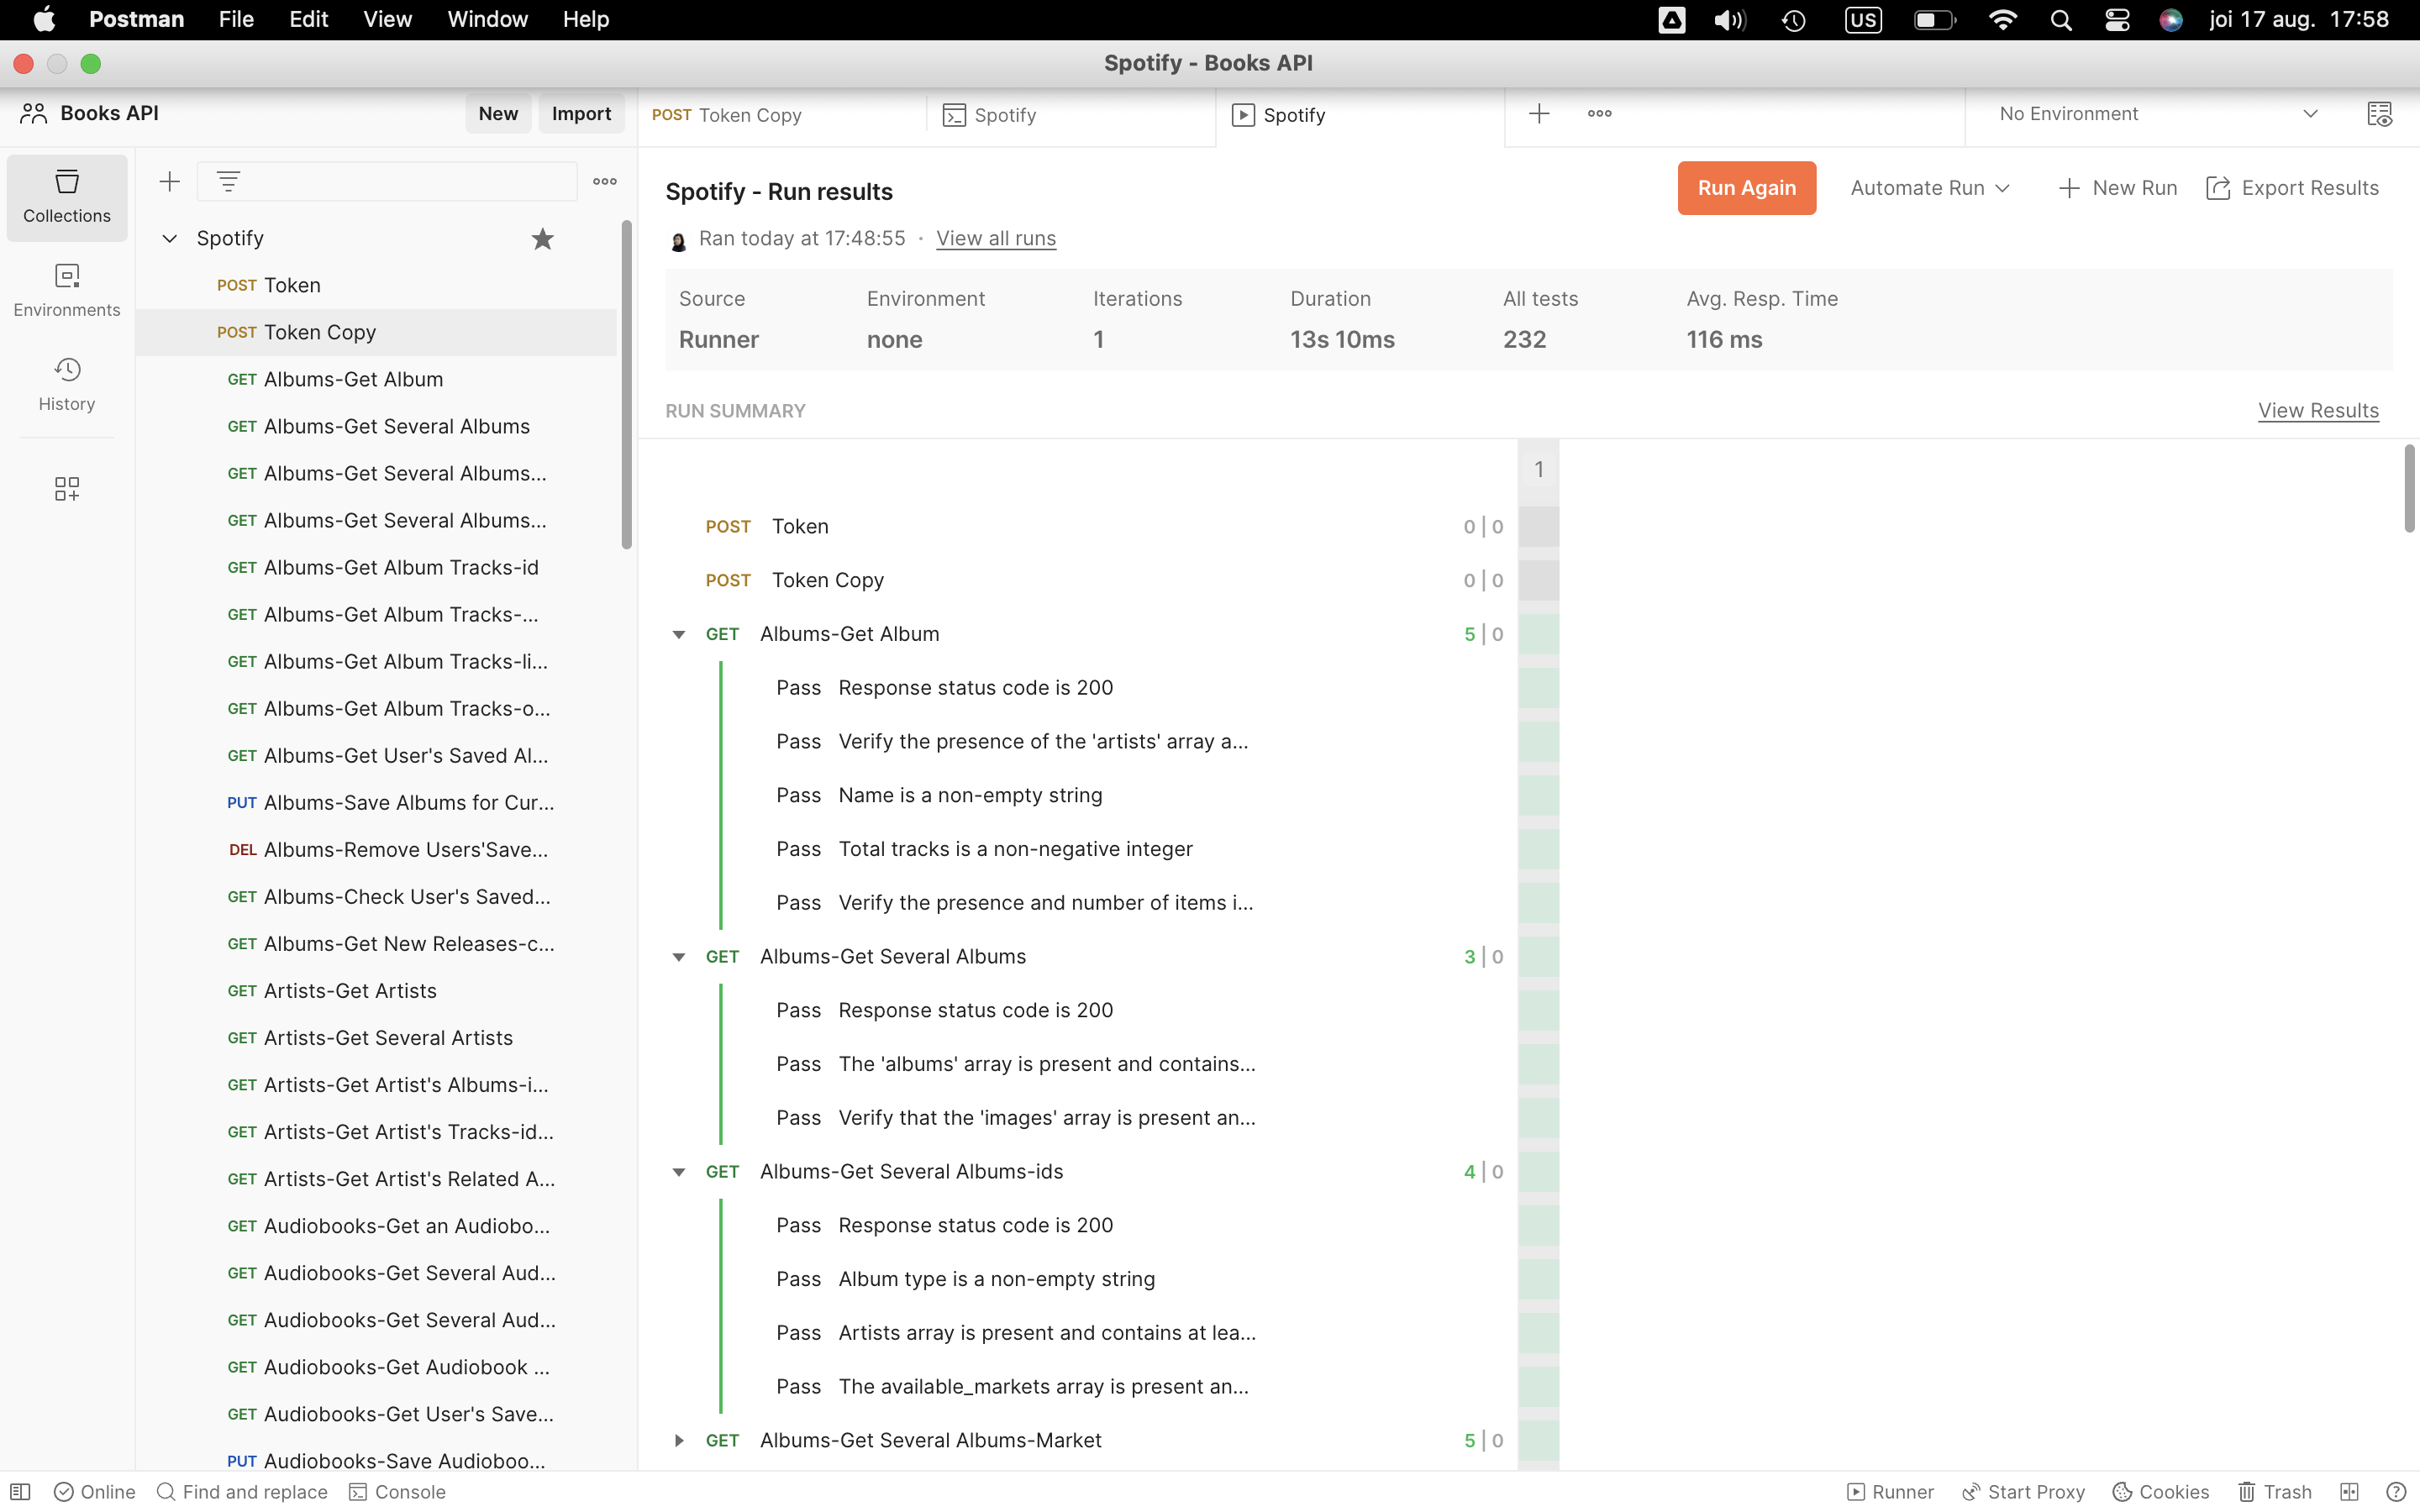 Postman File Edit View Window Help US joi 17 aug. 17:58
Spotify - Books API
Books API New Import POST Token Copy Spotify Spotify No Environment
Collections
Environments
History
Spotify
POST Token
POST Token Copy
GET Albums-Get Album
GET Albums-Get Several Albums
GET Albums-Get Several Albums...
GET Albums-Get Several Albums...
GET Albums-Get Album Tracks-id
GET Albums-Get Album Tracks-...
GET Albums-Get Album Tracks-li...
GET Albums-Get Album Tracks-o...
GET Albums-Get User's Saved Al...
PUT Albums-Save Albums for Cur...
DEL Albums-Remove Users'Save...
GET Albums-Check User's Saved...
GET Albums-Get New Releases-c...
GET Artists-Get Artists
GET Artists-Get Several Artists
GET Artists-Get Artist's Albums-i...
GET Artists-Get Artist's Tracks-id...
GET Artists-Get Artist's Related A...
GET Audiobooks-Get an Audiobo...
GET Audiobooks-Get Several Aud...
GET Audiobooks-Get Several Aud...
GET Audiobooks-Get Audiobook ...
GET Audiobooks-Get User's Save...
PUT Audiobooks-Save Audioboo...
Spotify - Run results Run Again Automate Run New Run Export Results
Ran today at 17:48:55 · View all runs
Source Environment Iterations Duration All tests Avg. Resp. Time
Runner none 1 13s 10ms 232 116 ms
RUN SUMMARY View Results
1
POST Token 0 | 0
POST Token Copy 0 | 0
GET Albums-Get Album 5 | 0
Pass Response status code is 200
Pass Verify the presence of the 'artists' array a...
Pass Name is a non-empty string
Pass Total tracks is a non-negative integer
Pass Verify the presence and number of items i...
GET Albums-Get Several Albums 3 | 0
Pass Response status code is 200
Pass The 'albums' array is present and contains...
Pass Verify that the 'images' array is present an...
GET Albums-Get Several Albums-ids 4 | 0
Pass Response status code is 200
Pass Album type is a non-empty string
Pass Artists array is present and contains at lea...
Pass The available_markets array is present an...
GET Albums-Get Several Albums-Market 5 | 0
Online Find and replace Console Runner Start Proxy Cookies Trash